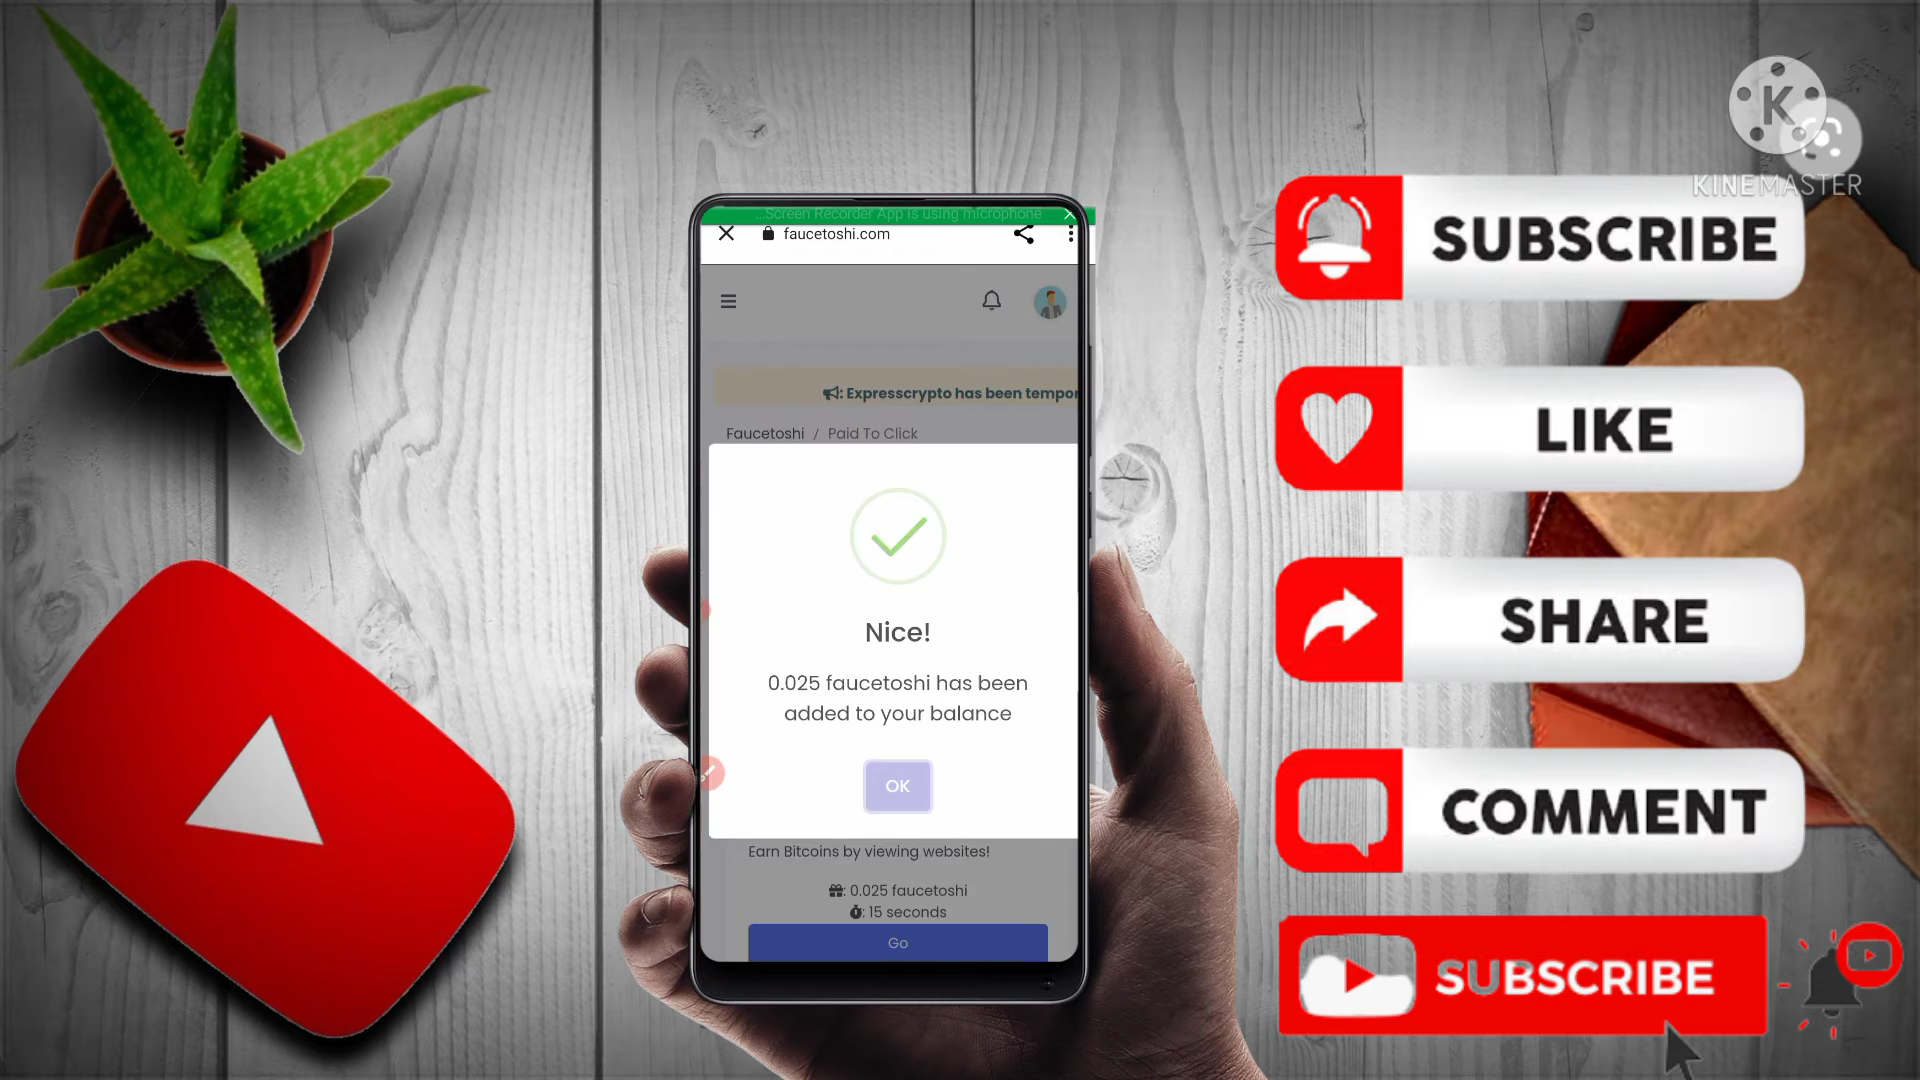 K
KINEMASTER
...Screen Recorder App is using microphone
faucetoshi.com
: Expresscrypto has been tempor
Faucetoshi / Paid To Click
Nice!
0.025 faucetoshi has been
added to your balance
OK
Earn Bitcoins by viewing websites!
: 0.025 faucetoshi
: 15 seconds
Go
SUBSCRIBE
LIKE
SHARE
COMMENT
SUBSCRIBE